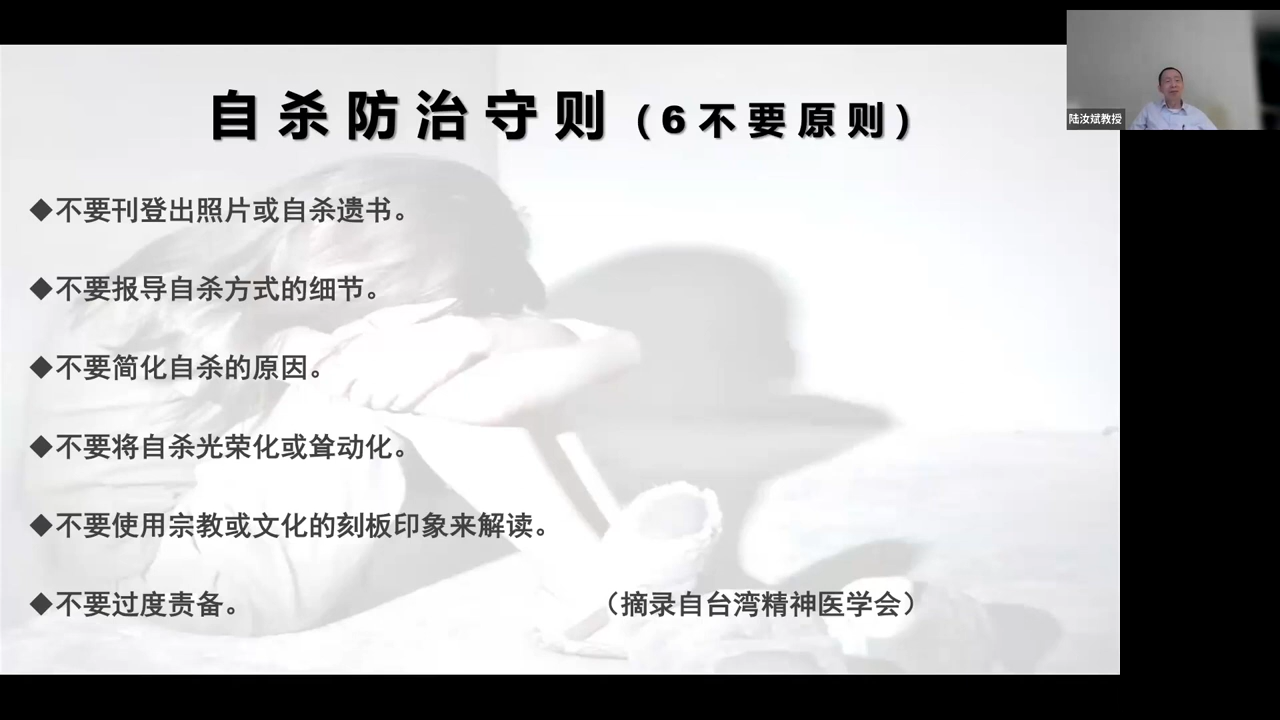 自杀防治守则(6不要原则)
陆汝斌教授
◆不要刊登出照片或自杀遗书。
◆不要报导自杀方式的细节。
◆不要简化自杀的原因。
◆不要将自杀光荣化或耸动化。
◆不要使用宗教或文化的刻板印象来解读。
◆不要过度责备。 （摘录自台湾精神医学会）